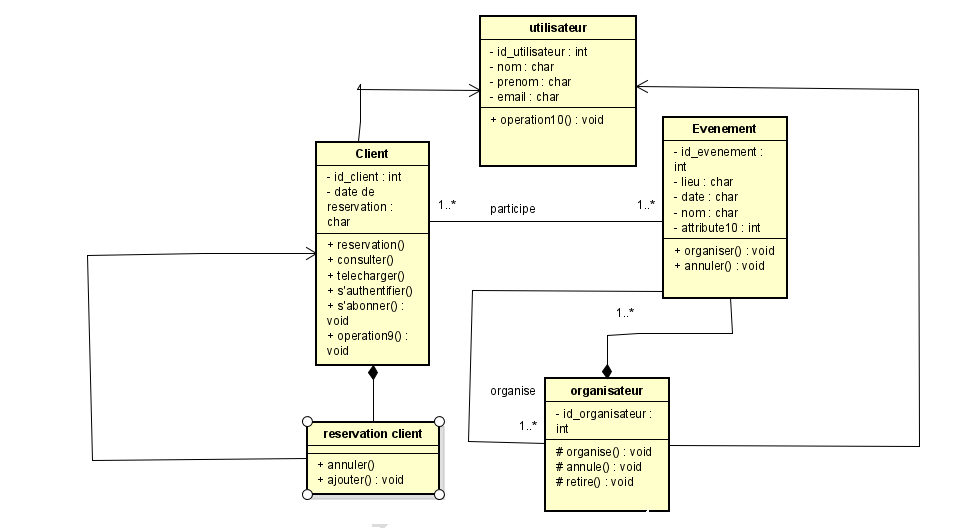 utilisateur
- id_utilisateur : int
- nom : char
- prenom : char
- email : char
+ operation10() : void
Evenement
- id_evenement :
int
- lieu : char
- date : char
- nom : char
- attribute10 : int
+ organiser() : void
+ annuler() : void
Client
- id_client : int
- date de
reservation :
char
+ reservation()
+ consulter()
+ telecharger()
+ s'authentifier()
+ s'abonner() :
void
+ operation9() :
void
1..*
participe
1..*
1..*
organise
1..*
organisateur
- id_organisateur :
int
# organise() : void
# annule() : void
# retire() : void
reservation client
+ annuler()
+ ajouter() : void